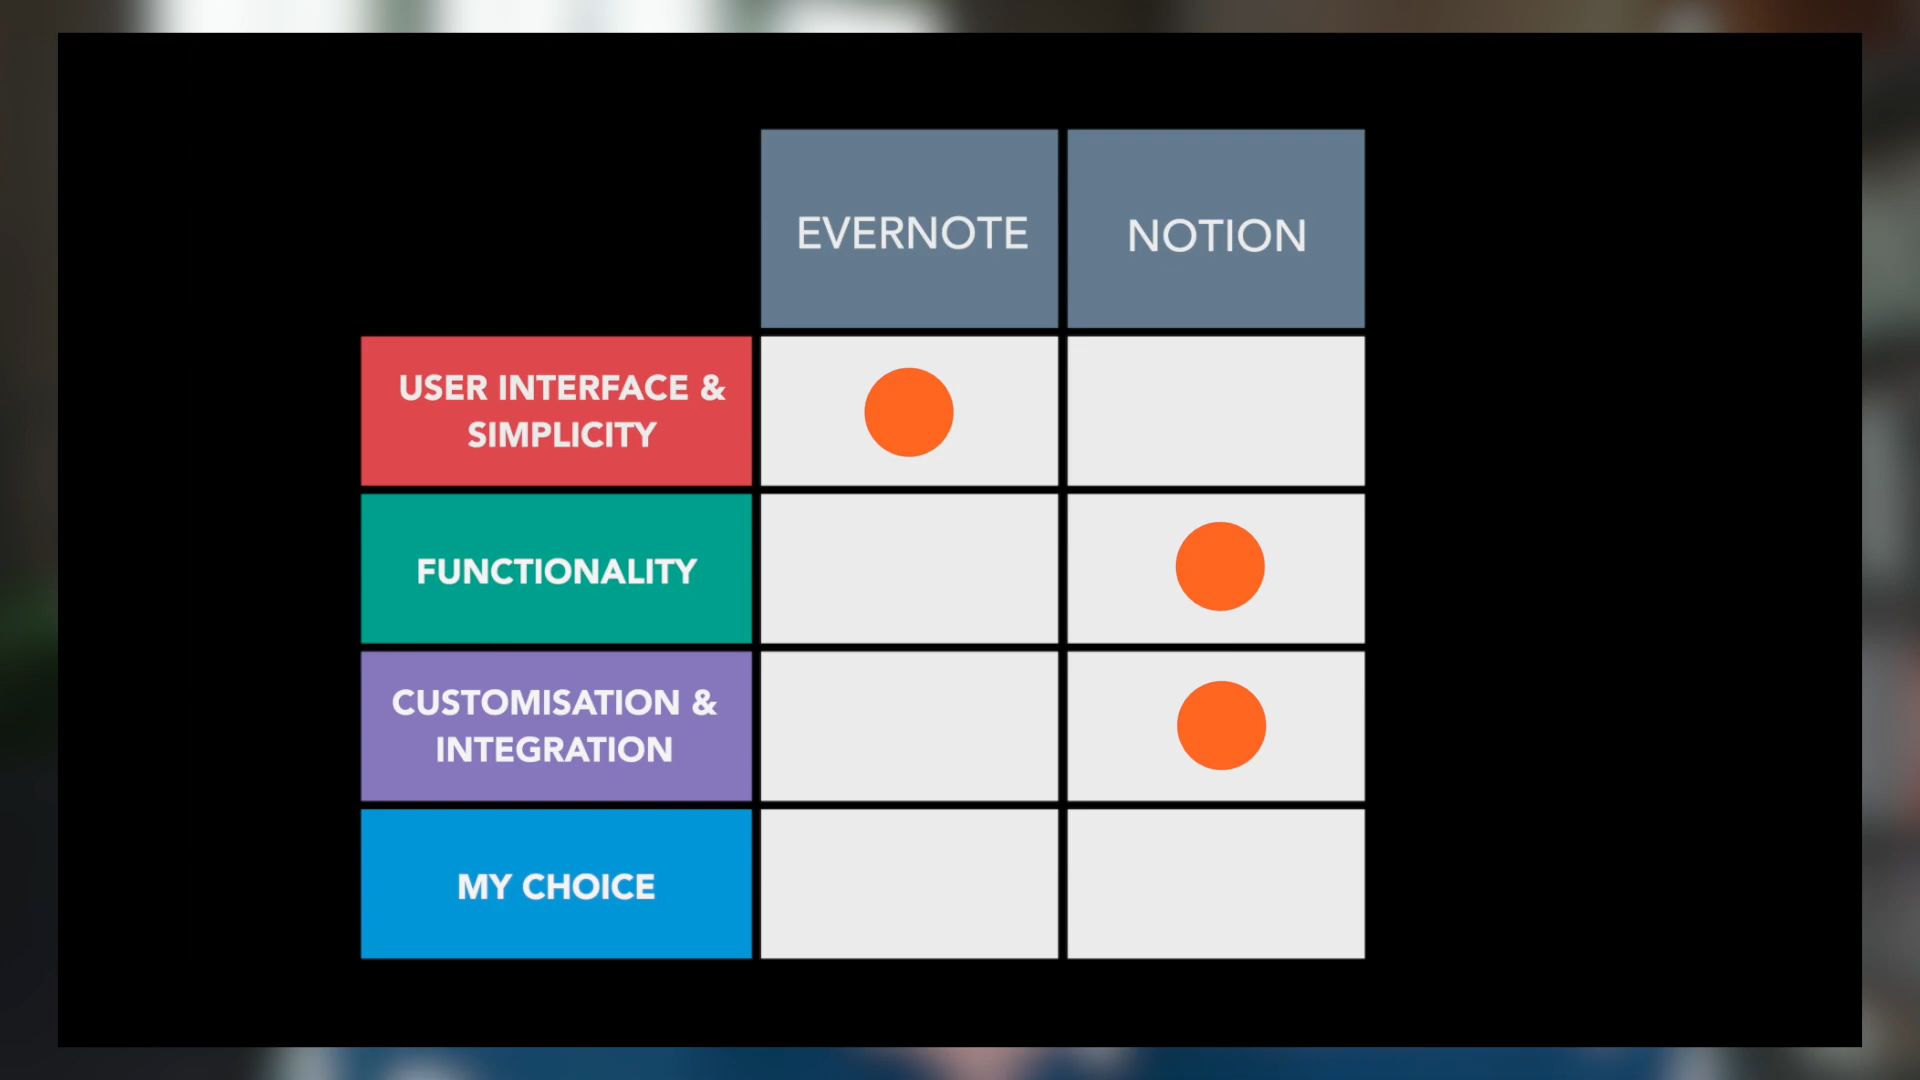 EVERNOTE
NOTION
USER INTERFACE &
SIMPLICITY
FUNCTIONALITY
CUSTOMISATION &
INTEGRATION
MY CHOICE